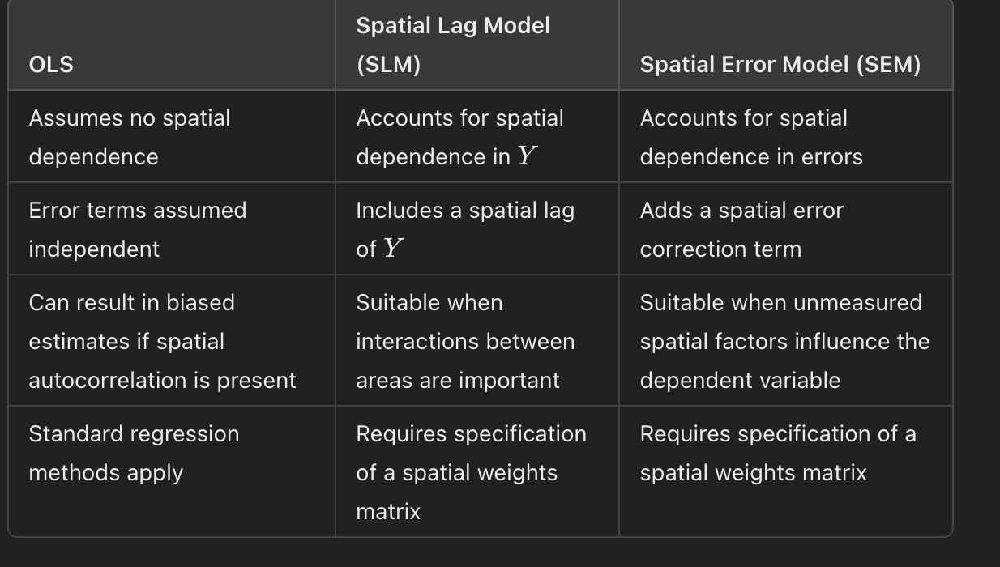 OLS
Spatial Lag Model
(SLM)
Spatial Error Model (SEM)
Assumes no spatial
dependence
Accounts for spatial
dependence in Y
Accounts for spatial
dependence in errors
Error terms assumed
independent
Includes a spatial lag
of Y
Adds a spatial error
correction term
Can result in biased
estimates if spatial
autocorrelation is present
Suitable when
interactions between
areas are important
Suitable when unmeasured
spatial factors influence the
dependent variable
Standard regression
methods apply
Requires specification
of a spatial weights
matrix
Requires specification of a
spatial weights matrix